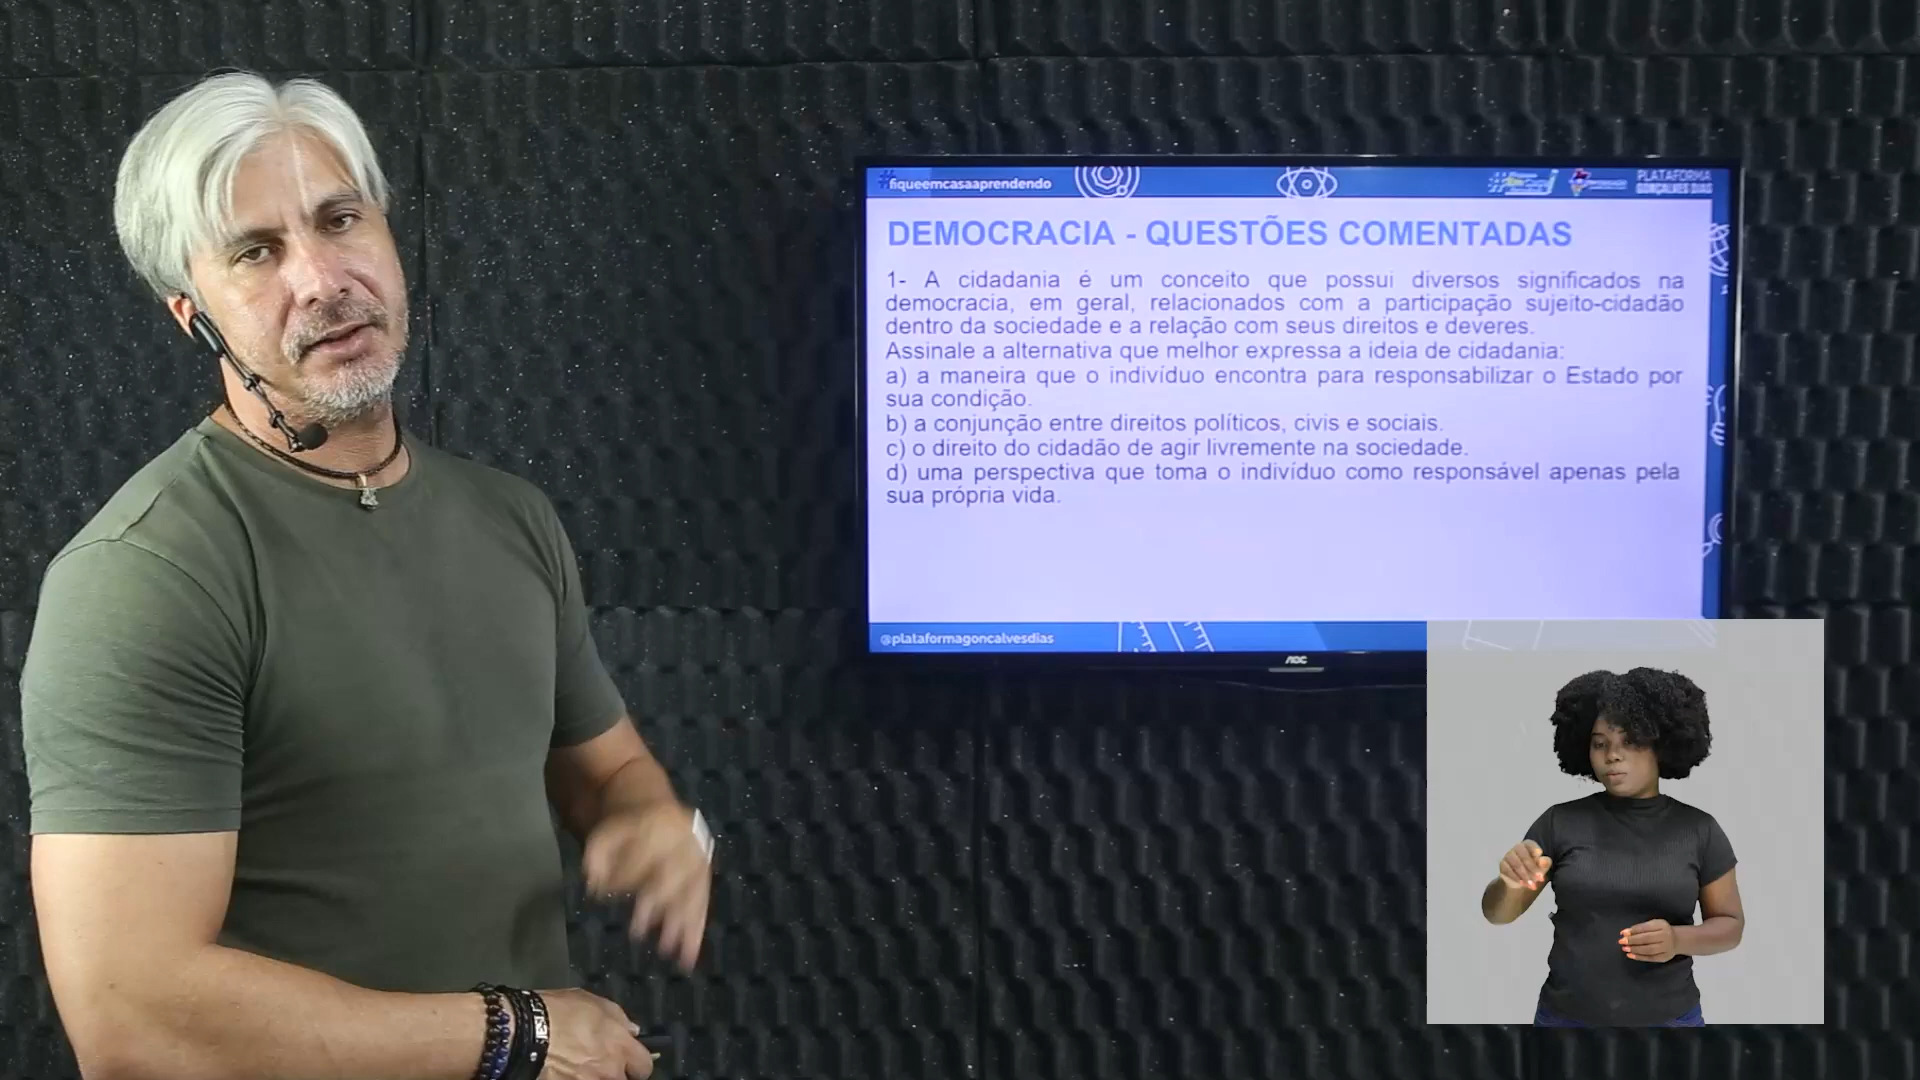 #fiqueemcasaaprendendo
PLATAFORMA
GONÇALVES DIAS
DEMOCRACIA - QUESTÕES COMENTADAS
1- A cidadania é um conceito que possui diversos significados na
democracia, em geral, relacionados com a participação sujeito-cidadão
dentro da sociedade e a relação com seus direitos e deveres.
Assinale a alternativa que melhor expressa a ideia de cidadania:
a) a maneira que o indivíduo encontra para responsabilizar o Estado por
sua condição.
b) a conjunção entre direitos políticos, civis e sociais.
c) o direito do cidadão de agir livremente na sociedade.
d) uma perspectiva que toma o indivíduo como responsável apenas pela
sua própria vida.
@plataformagoncalvesdias
AOC